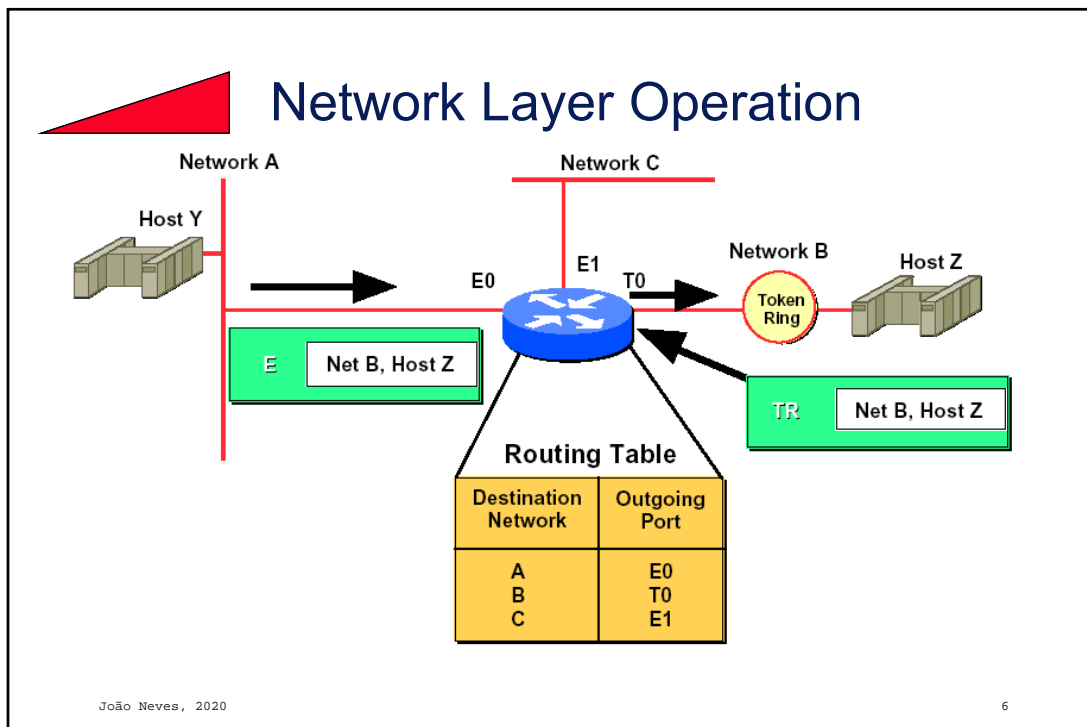 Network Layer Operation
Network A
Network C
Host Y
Network B
Host Z
E0
E1
T0
Token
Ring
E
Net B, Host Z
TR
Net B, Host Z
Routing Table
Destination
Network
Outgoing
Port
A
E0
B
T0
C
E1
João Neves, 2020
6